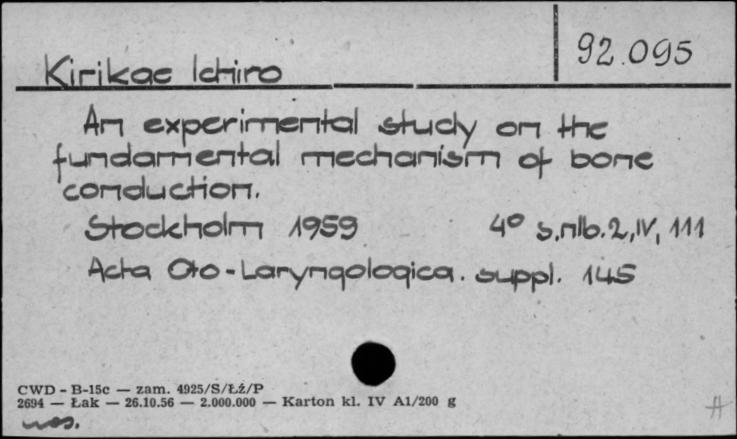 92.095
Kirikae Ichiro
An experimental study on the
fundamental mechanism of bone
conduction.
Stockholm 1959 4° s.nlb.2,IV, 111
Acta Oto-Laryngologica. suppl. 145
CWD - B-15c — zam. 4925/S/Łź/P
2694 — Łak — 26.10.56 — 2.000.000 — Karton kl. IV A1/200 g